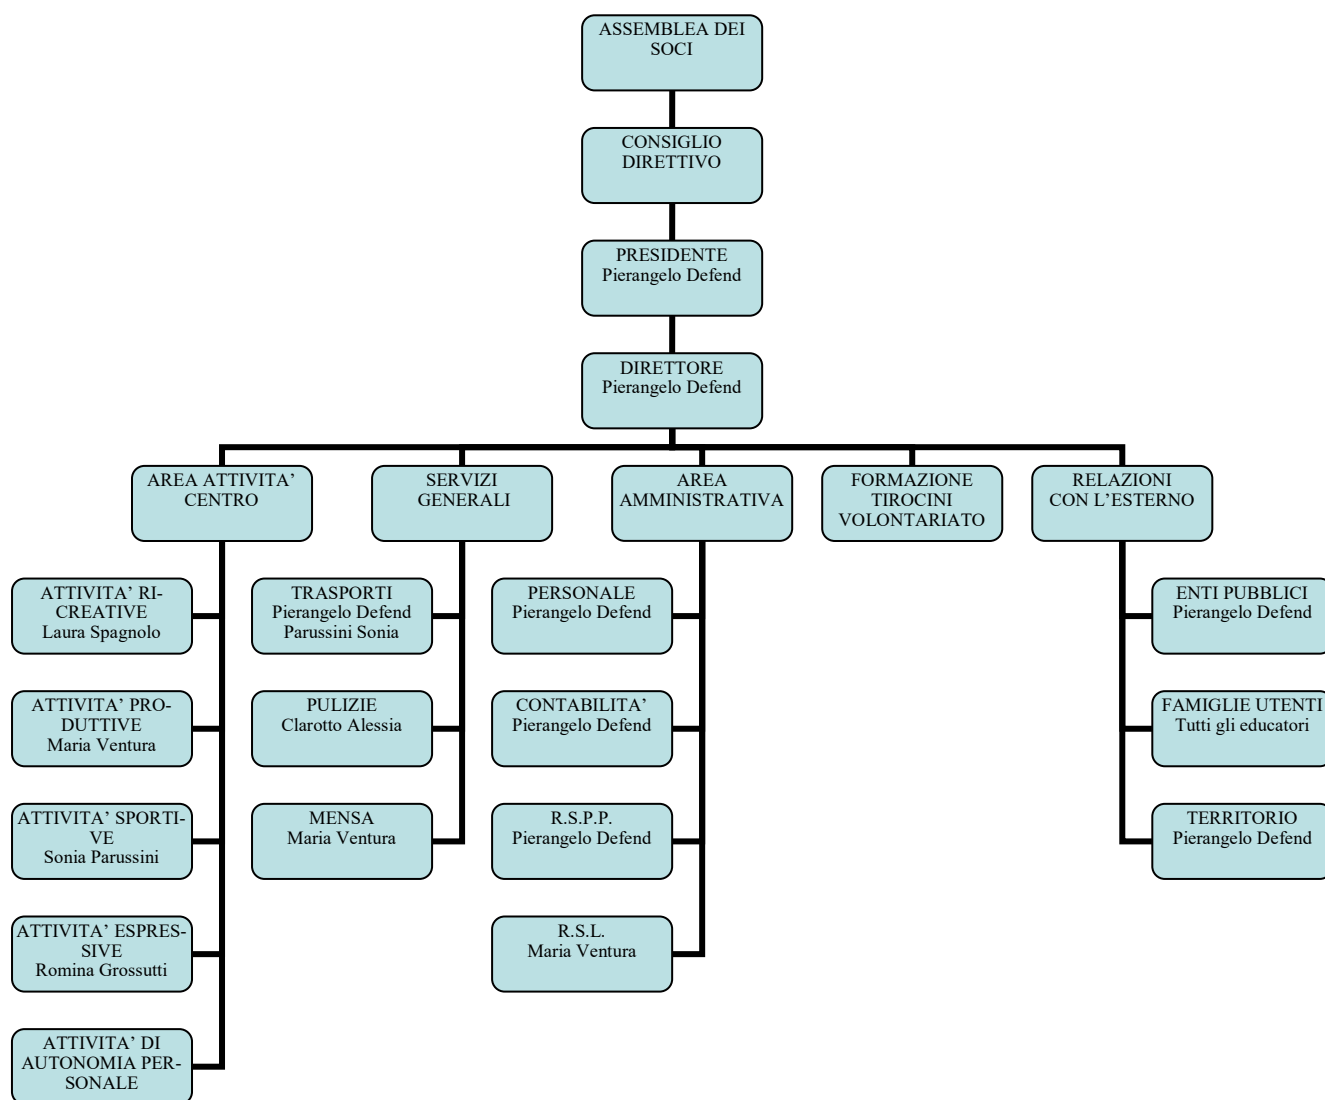 ASSEMBLEA DEI
SOCI
CONSIGLIO
DIRETTIVO
PRESIDENTE
Pierangelo Defend
DIRETTORE
Pierangelo Defend
AREA ATTIVITA’
CENTRO
SERVIZI
GENERALI
AREA
AMMINISTRATIVA
FORMAZIONE
TIROCINI
VOLONTARIATO
RELAZIONI
CON L’ESTERNO
ATTIVITA’ RI-
CREATIVE
Laura Spagnolo
ATTIVITA’ PRO-
DUTTIVE
Maria Ventura
ATTIVITA’ SPORTI-
VE
Sonia Parussini
ATTIVITA’ ESPRES-
SIVE
Romina Grossutti
ATTIVITA’ DI
AUTONOMIA PER-
SONALE
TRASPORTI
Pierangelo Defend
Parussini Sonia
PULIZIE
Clarotto Alessia
MENSA
Maria Ventura
PERSONALE
Pierangelo Defend
CONTABILITA’
Pierangelo Defend
R.S.P.P.
Pierangelo Defend
R.S.L.
Maria Ventura
ENTI PUBBLICI
Pierangelo Defend
FAMIGLIE UTENTI
Tutti gli educatori
TERRITORIO
Pierangelo Defend